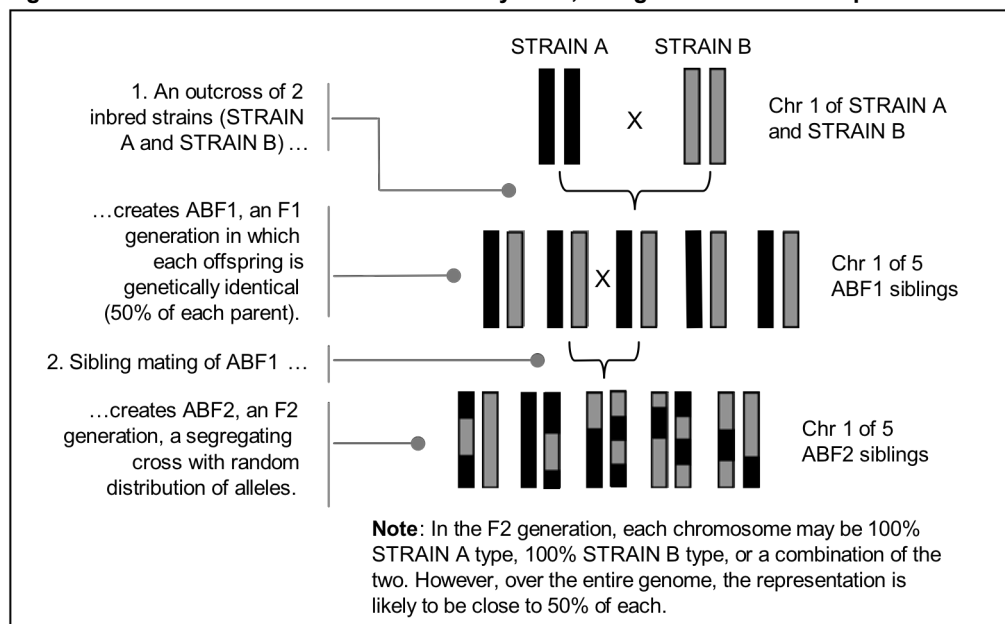 STRAIN A STRAIN B
1. An outcross of 2
inbred strains (STRAIN
A and STRAIN B) …
X
Chr 1 of STRAIN A
and STRAIN B
…creates ABF1, an F1
generation in which
each offspring is
genetically identical
(50% of each parent).
X
Chr 1 of 5
ABF1 siblings
2. Sibling mating of ABF1 …
…creates ABF2, an F2
generation, a segregating
cross with random
distribution of alleles.
Chr 1 of 5
ABF2 siblings
Note: In the F2 generation, each chromosome may be 100%
STRAIN A type, 100% STRAIN B type, or a combination of the
two. However, over the entire genome, the representation is
likely to be close to 50% of each.